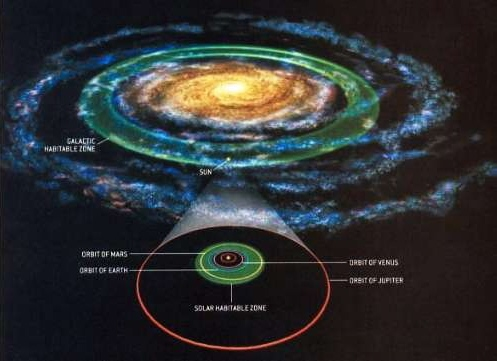 GALACTIC
HABITABLE ZONE
SUN
ORBIT OF MARS
ORBIT OF VENUS
ORBIT OF EARTH
ORBIT OF JUPITER
SOLAR HABITABLE ZONE